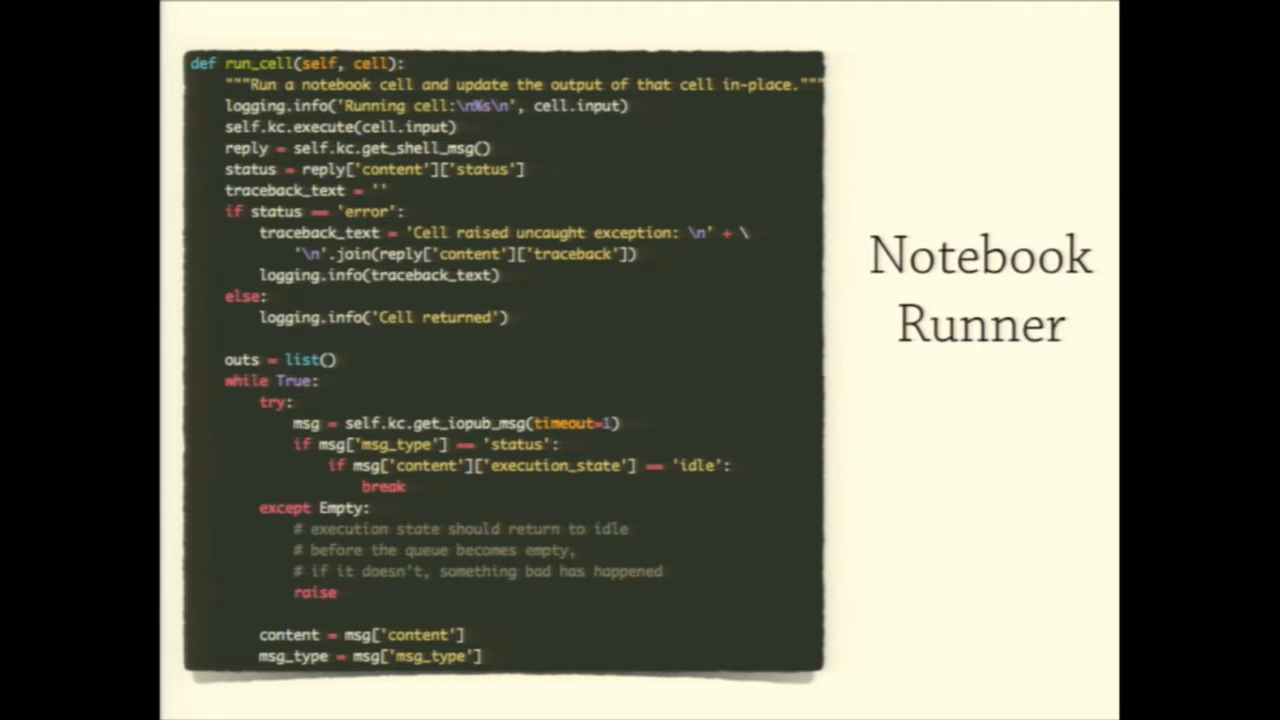 def run_cell(self, cell):
    """Run a notebook cell and update the output of that cell in-place."""
    logging.info('Running cell:\n%s\n', cell.input)
    self.kc.execute(cell.input)
    reply = self.kc.get_shell_msg()
    status = reply['content']['status']
    traceback_text = ''
    if status == 'error':
        traceback_text = 'Cell raised uncaught exception: \n' + \
            '\n'.join(reply['content']['traceback'])
        logging.info(traceback_text)
    else:
        logging.info('Cell returned')
    outs = list()
    while True:
        try:
            msg = self.kc.get_iopub_msg(timeout=1)
            if msg['msg_type'] == 'status':
                if msg['content']['execution_state'] == 'idle':
                    break
        except Empty:
            # execution state should return to idle
            # before the queue becomes empty,
            # if it doesn't, something bad has happened
            raise
        content = msg['content']
        msg_type = msg['msg_type']
Notebook
Runner